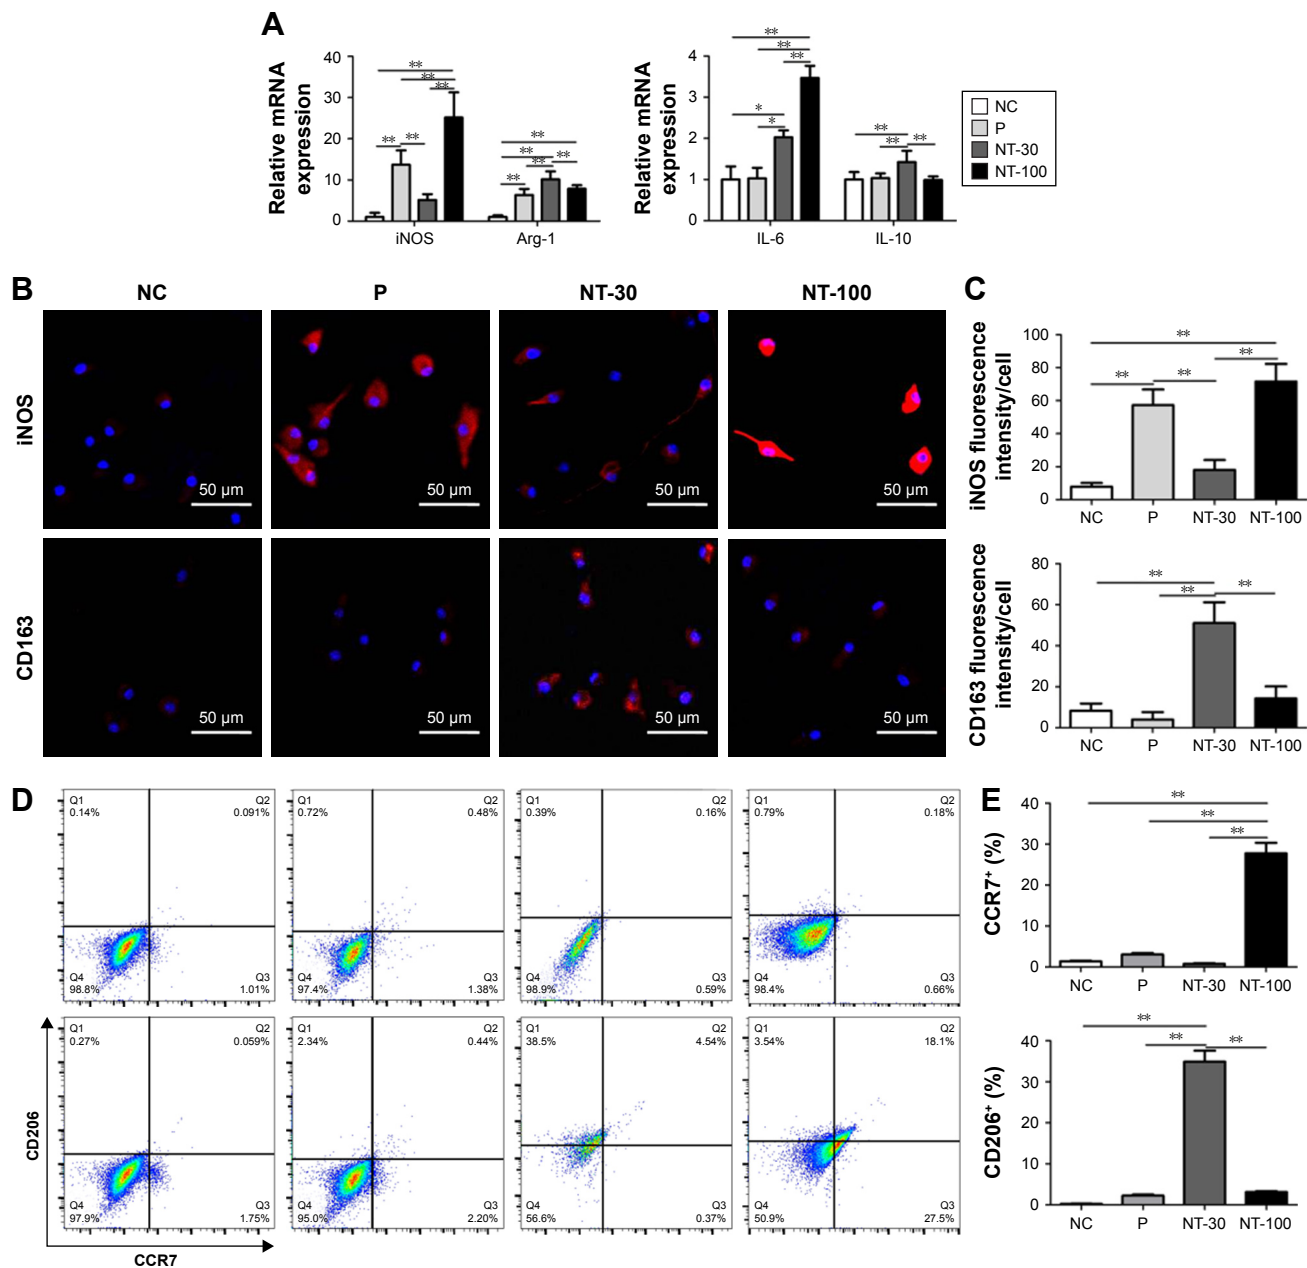 A
Relative mRNA
expression
40
30
20
10
0
iNOS
Arg-1
**
**
**
**
**
**
**
**
**
**
Relative mRNA
expression
4
3
2
1
0
IL-6
IL-10
**
**
**
*
*
**
**
**
NC
P
NT-30
NT-100
B
NC
P
NT-30
NT-100
iNOS
50 µm
50 µm
50 µm
50 µm
CD163
50 µm
50 µm
50 µm
50 µm
C
iNOS fluorescence
intensity/cell
100
80
60
40
20
0
**
**
**
**
NC
P
NT-30
NT-100
CD163 fluorescence
intensity/cell
80
60
40
20
0
**
**
**
NC
P
NT-30
NT-100
D
Q1
0.14%
Q2
0.091%
Q4
98.8%
Q3
1.01%
Q1
0.72%
Q2
0.48%
Q4
97.4%
Q3
1.38%
Q1
0.39%
Q2
0.16%
Q4
98.9%
Q3
0.59%
Q1
0.79%
Q2
0.18%
Q4
98.4%
Q3
0.66%
Q1
0.27%
Q2
0.059%
Q4
97.9%
Q3
1.75%
Q1
2.34%
Q2
0.44%
Q4
95.0%
Q3
2.20%
Q1
38.5%
Q2
4.54%
Q4
56.6%
Q3
0.37%
Q1
3.54%
Q2
18.1%
Q4
50.9%
Q3
27.5%
CD206
CCR7
E
CCR7⁺ (%)
40
30
20
10
0
**
**
**
NC
P
NT-30
NT-100
CD206⁺ (%)
40
30
20
10
0
**
**
**
NC
P
NT-30
NT-100